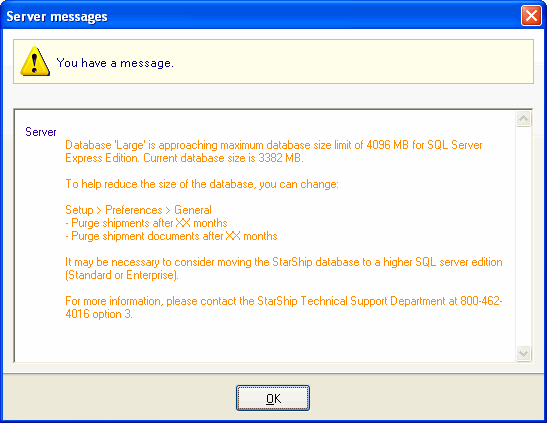 Server messages
You have a message.
Server
Database 'Large' is approaching maximum database size limit of 4096 MB for SQL Server
Express Edition. Current database size is 3382 MB.
To help reduce the size of the database, you can change:
Setup > Preferences > General
- Purge shipments after XX months
- Purge shipment documents after XX months
It may be necessary to consider moving the StarShip database to a higher SQL server edition
(Standard or Enterprise).
For more information, please contact the StarShip Technical Support Department at 800-462-
4016 option 3.
OK